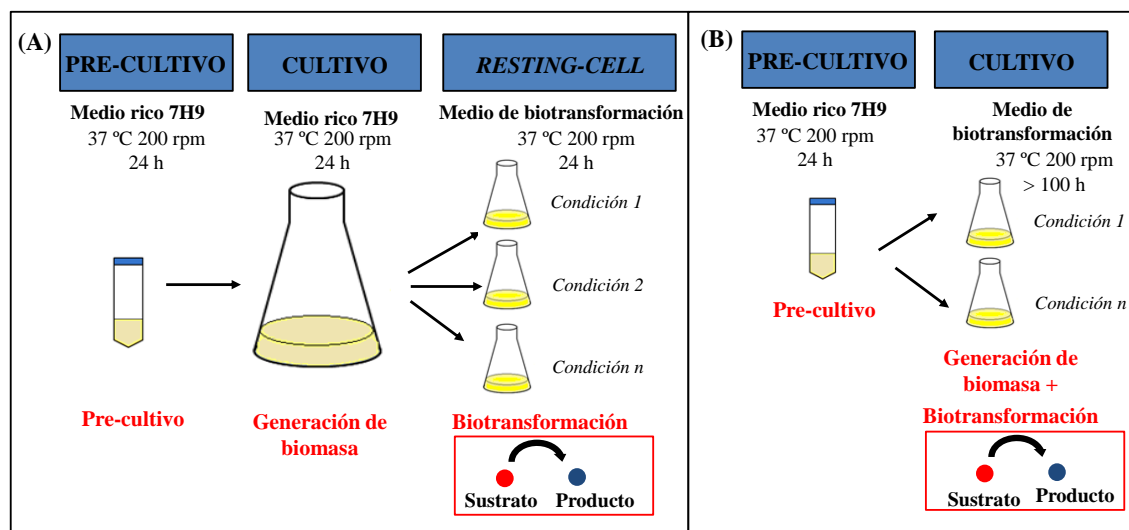 (A)
PRE-CULTIVO
Medio rico 7H9
37 ºC 200 rpm
24 h
Pre-cultivo
CULTIVO
Medio rico 7H9
37 ºC 200 rpm
24 h
Generación de
biomasa
RESTING-CELL
Medio de biotransformación
37 ºC 200 rpm
24 h
Condición 1
Condición 2
Condición n
Biotransformación
Sustrato
Producto
(B)
PRE-CULTIVO
Medio rico 7H9
37 ºC 200 rpm
24 h
Pre-cultivo
CULTIVO
Medio de
biotransformación
37 ºC 200 rpm
> 100 h
Condición 1
Condición n
Generación de
biomasa +
Biotransformación
Sustrato
Producto